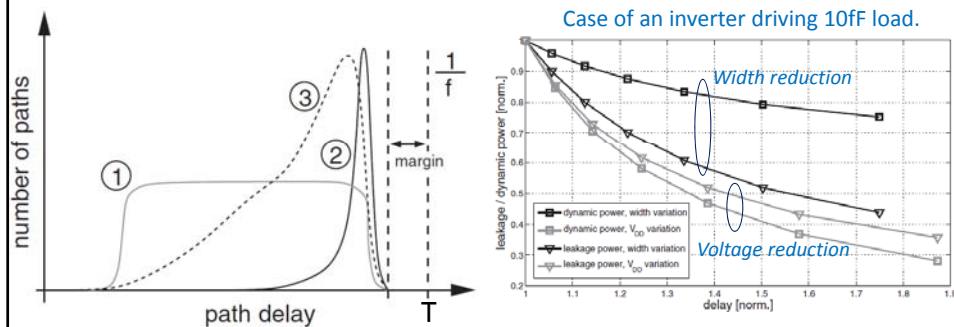 number of paths
1
3
2
margin
1
f
path delay
T
Case of an inverter driving 10fF load.
leakage / dynamic power [norm.]
0.9
0.8
0.7
0.6
0.5
0.4
0.3
0.2
Width reduction
Voltage reduction
dynamic power, width variation
dynamic power, VDD variation
leakage power, width variation
leakage power, VDD variation
1 1.1 1.2 1.3 1.4 1.5 1.6 1.7 1.8 1.9
delay [norm.]